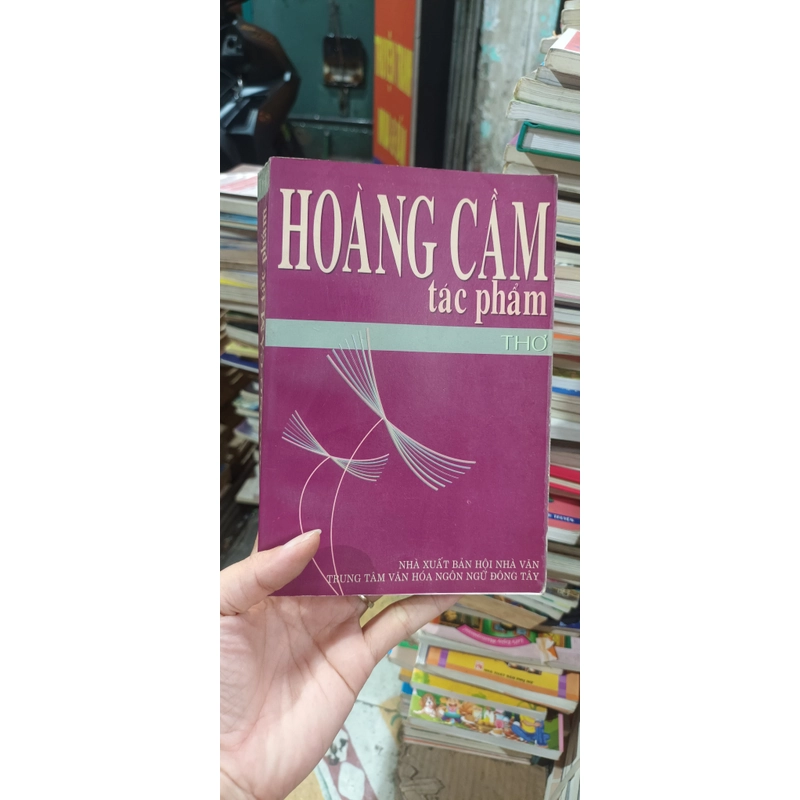 HOÀNG CẦM
tác phẩm
THƠ
NHÀ XUẤT BẢN HỘI NHÀ VĂN
TRUNG TÂM VĂN HÓA NGÔN NGỮ ĐÔNG TÂY